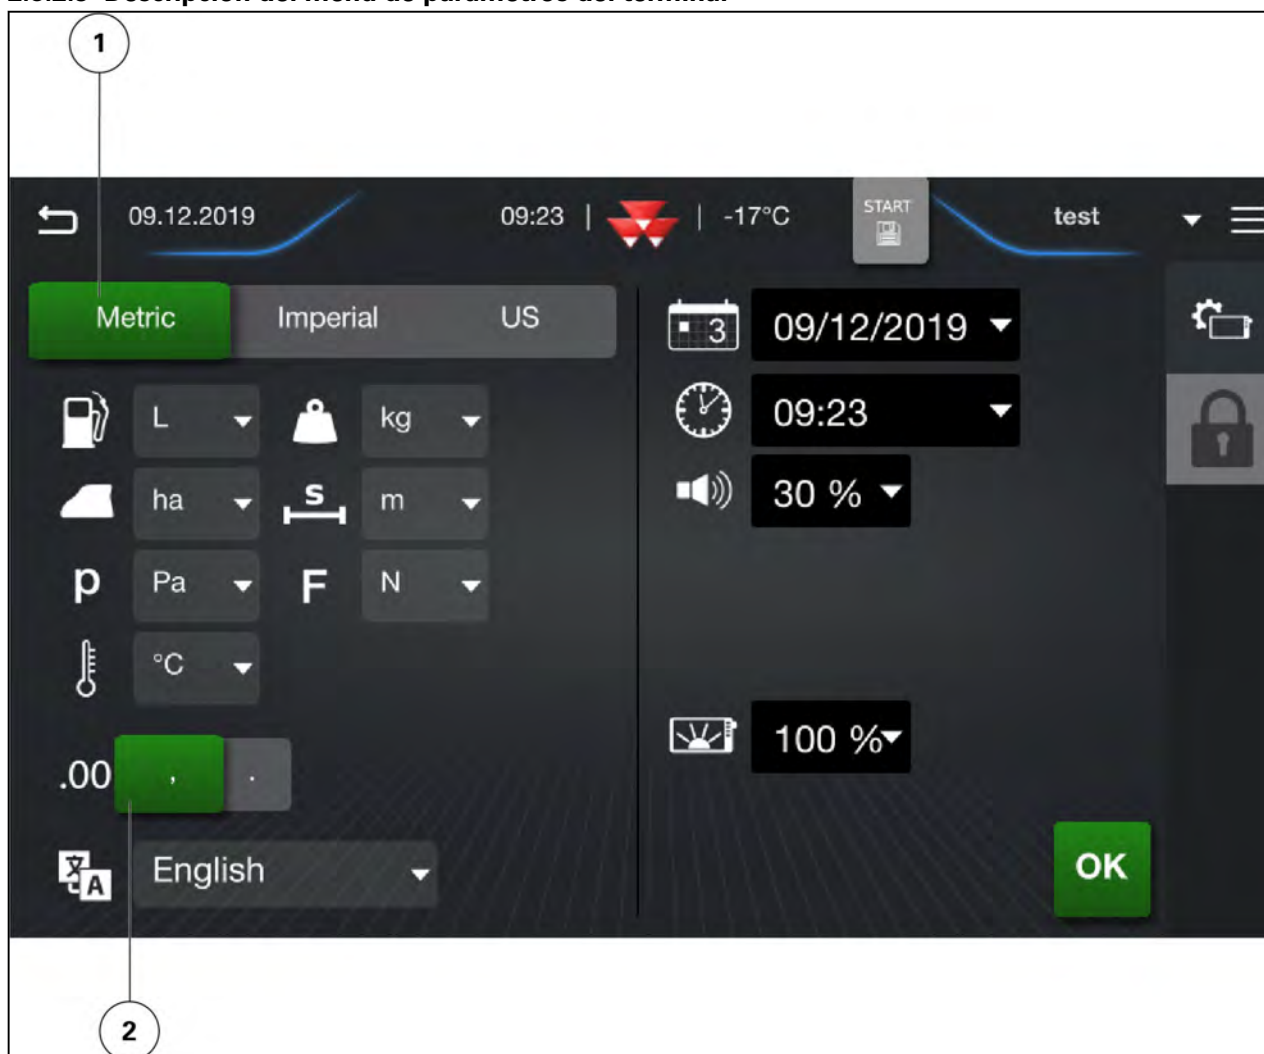 1
09.12.2019 09:23 | | -17°C START test
Metric Imperial US
3 09/12/2019
L kg
09:23
ha S m
30 %
p Pa F N
°C
100 %
.00 , .
English
OK
2